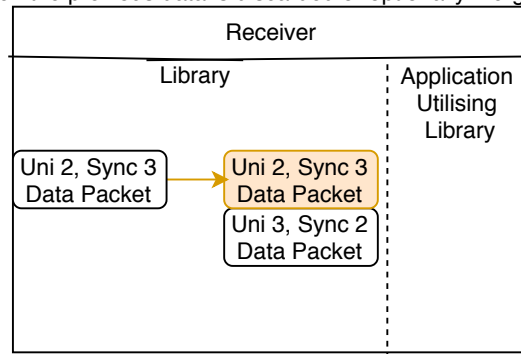 Receiver
Library
Application
Utilising
Library
Uni 2, Sync 3
Data Packet
Uni 2, Sync 3
Data Packet
Uni 3, Sync 2
Data Packet